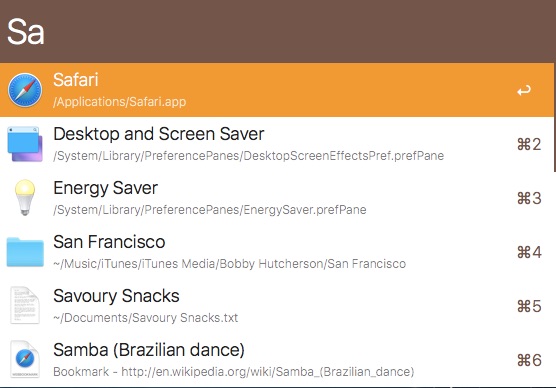 Sa
Safari
/Applications/Safari.app
↩
Desktop and Screen Saver
/System/Library/PreferencePanes/DesktopScreenEffectsPref.prefPane
⌘2
Energy Saver
/System/Library/PreferencePanes/EnergySaver.prefPane
⌘3
San Francisco
~/Music/iTunes/iTunes Media/Bobby Hutcherson/San Francisco
⌘4
Savoury Snacks
~/Documents/Savoury Snacks.txt
⌘5
Samba (Brazilian dance)
Bookmark - http://en.wikipedia.org/wiki/Samba_(Brazilian_dance)
⌘6